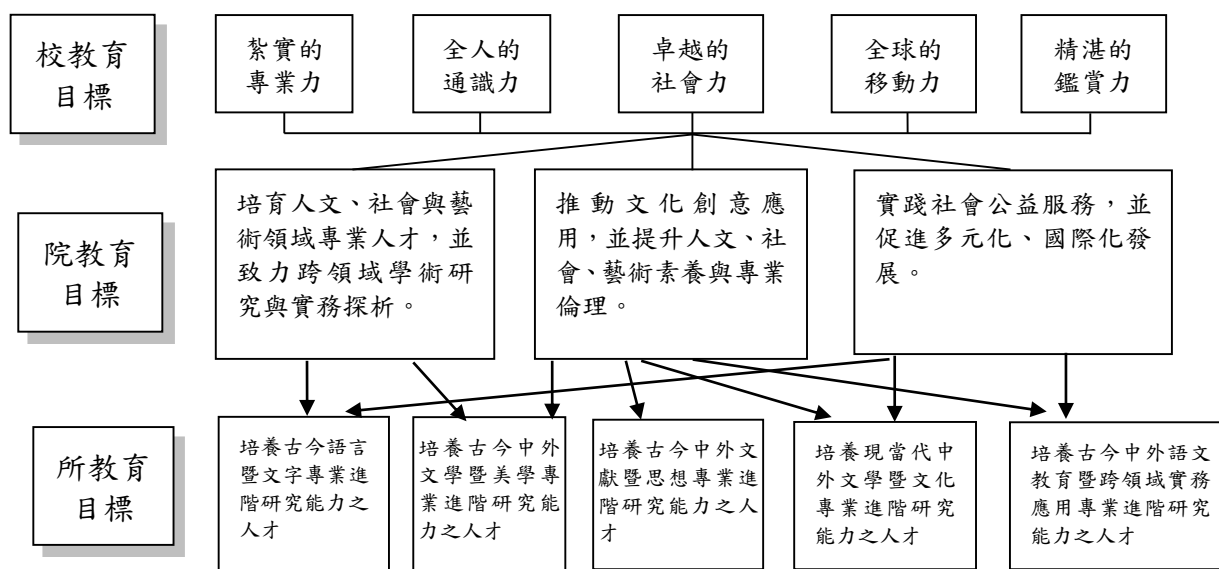 校教育
目標
紮實的
專業力
全人的
通識力
卓越的
社會力
全球的
移動力
精湛的
鑑賞力
院教育
目標
培育人文、社會與藝
術領域專業人才，並
致力跨領域學術研
究與實務探析。
推動文化創意應
用，並提升人文、社
會、藝術素養與專業
倫理。
實踐社會公益服務，並
促進多元化、國際化發
展。
所教育
目標
培養古今語言
暨文字專業進
階研究能力之
人才
培養古今中外
文學暨美學專
業進階研究能
力之人才
培養古今中外文
獻暨思想專業進
階研究能力之人
才
培養現當代中
外文學暨文化
專業進階研究
能力之人才
培養古今中外語文
教育暨跨領域實務
應用專業進階研究
能力之人才